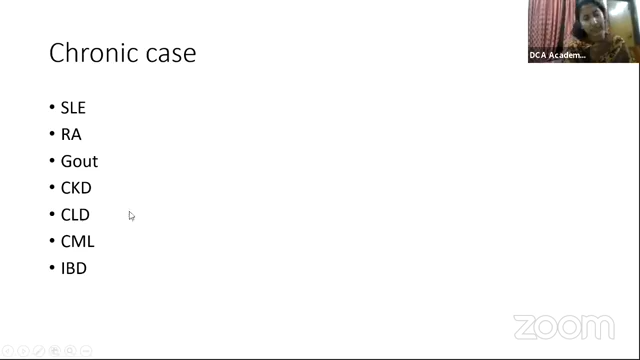 DCA Academ...
Chronic case
• SLE
• RA
• Gout
• CKD
• CLD
• CML
• IBD
zoom